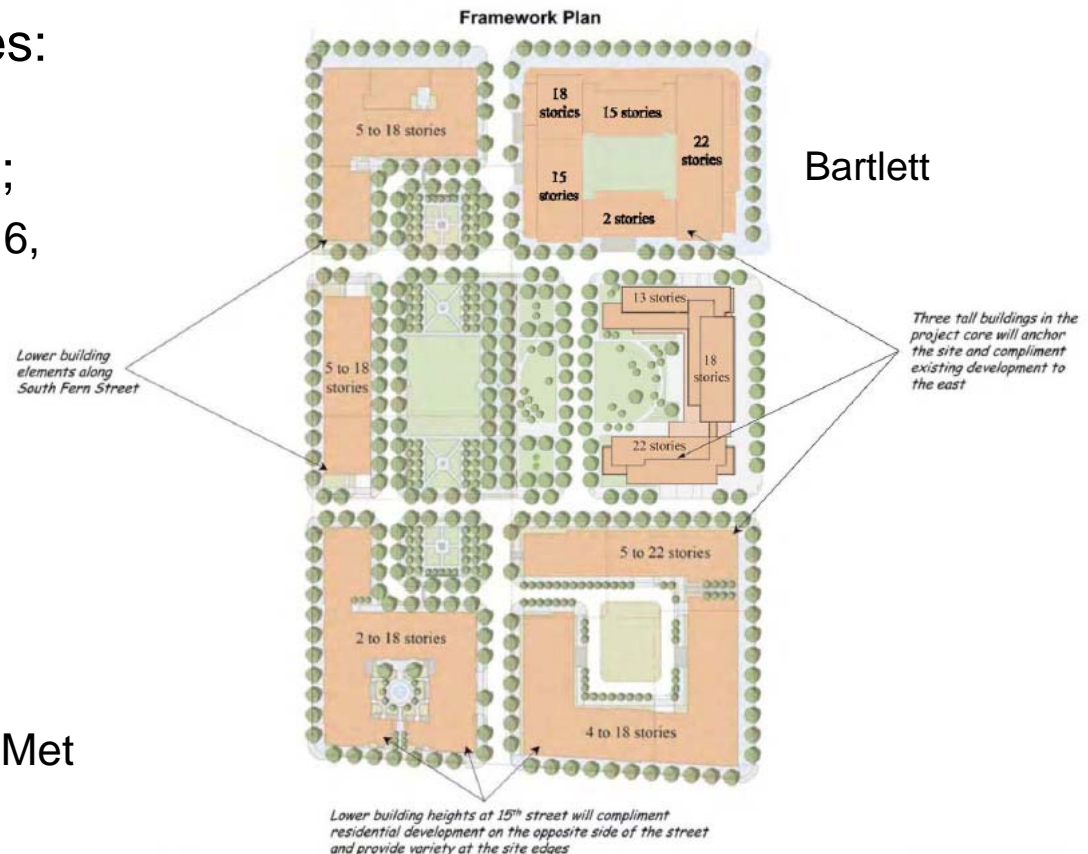 Framework Plan
es:
;
6,
5 to 18 stories
18
stories
15 stories
22
stories
15
stories
2 stories
Bartlett
13 stories
18
stories
22 stories
5 to 18
stories
Lower building
elements along
South Fern Street
Three tall buildings in the
project core will anchor
the site and compliment
existing development to
the east
5 to 22 stories
2 to 18 stories
4 to 18 stories
Met
Lower building heights at 15th street will compliment
residential development on the opposite side of the street
and provide variety at the site edges